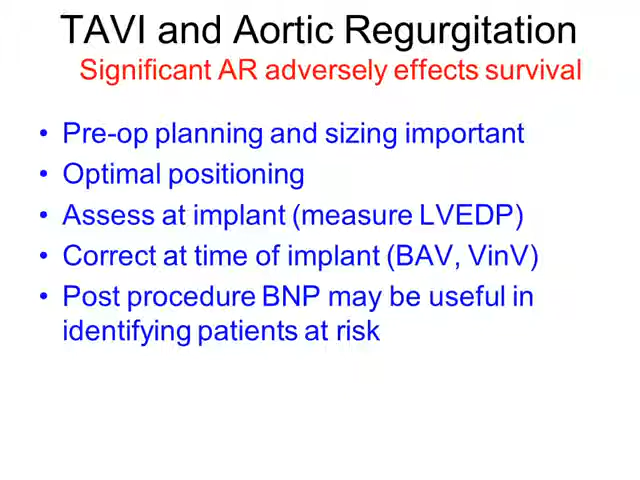 TAVI and Aortic Regurgitation
Significant AR adversely effects survival
• Pre-op planning and sizing important
• Optimal positioning
• Assess at implant (measure LVEDP)
• Correct at time of implant (BAV, VinV)
• Post procedure BNP may be useful in
identifying patients at risk